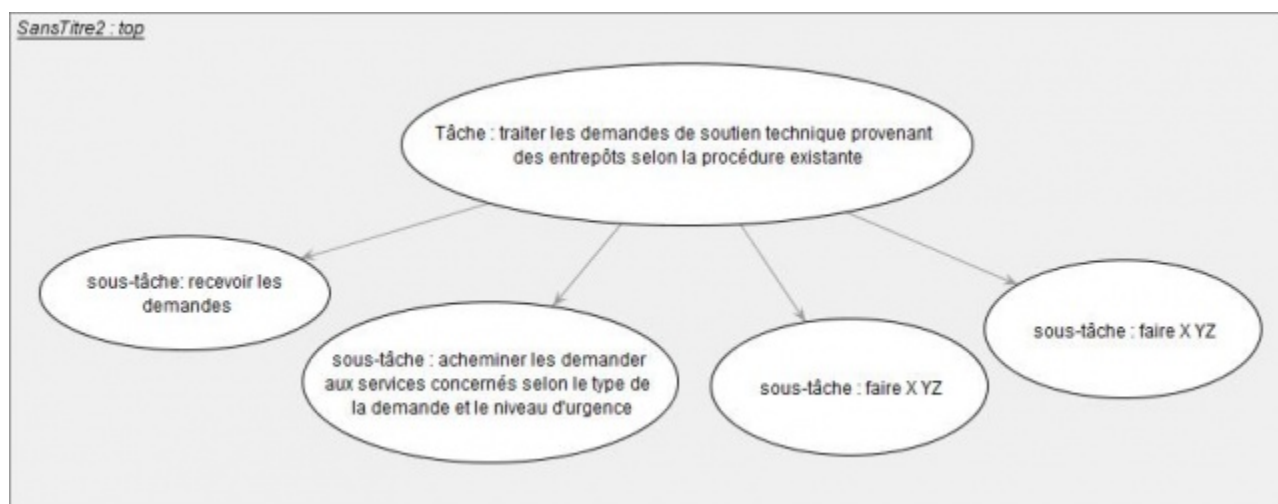 SansTitre2 : top
Tâche : traiter les demandes de soutien technique provenant
des entrepôts selon la procédure existante
sous-tâche: recevoir les
demandes
sous-tâche : acheminer les demander
aux services concernés selon le type de
la demande et le niveau d'urgence
sous-tâche : faire X YZ
sous-tâche : faire X YZ